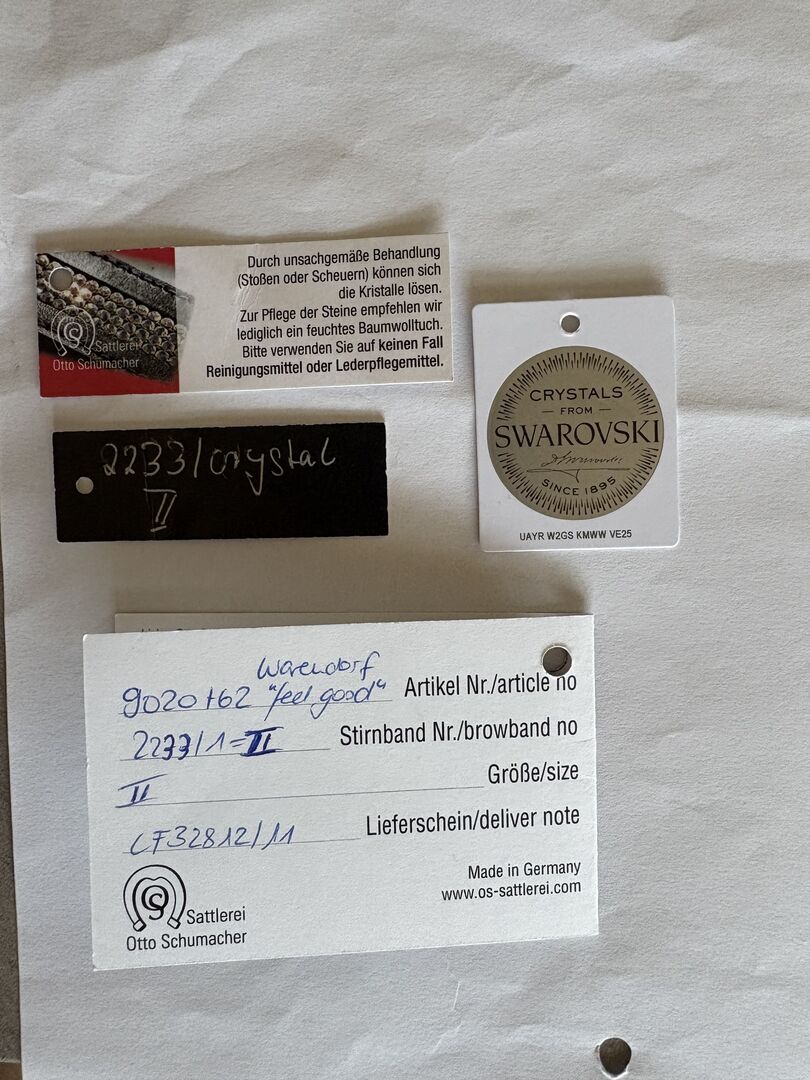 Durch unsachgemäße Behandlung
(Stoßen oder Scheuern) können sich
die Kristalle lösen.
Zur Pflege der Steine empfehlen wir
lediglich ein feuchtes Baumwolltuch.
Bitte verwenden Sie auf keinen Fall
Reinigungsmittel oder Lederpflegemittel.
Sattlerei
Otto Schumacher
CRYSTALS
FROM
SWAROVSKI
SINCE 1895
UAYR W2GS KMWW VE25
2233/crystal
II
Warendorf
9020+62 "feel good" Artikel Nr./article no
2233/1-II Stirnband Nr./browband no
II Größe/size
LF32812/11 Lieferschein/deliver note
Made in Germany
www.os-sattlerei.com
Sattlerei
Otto Schumacher